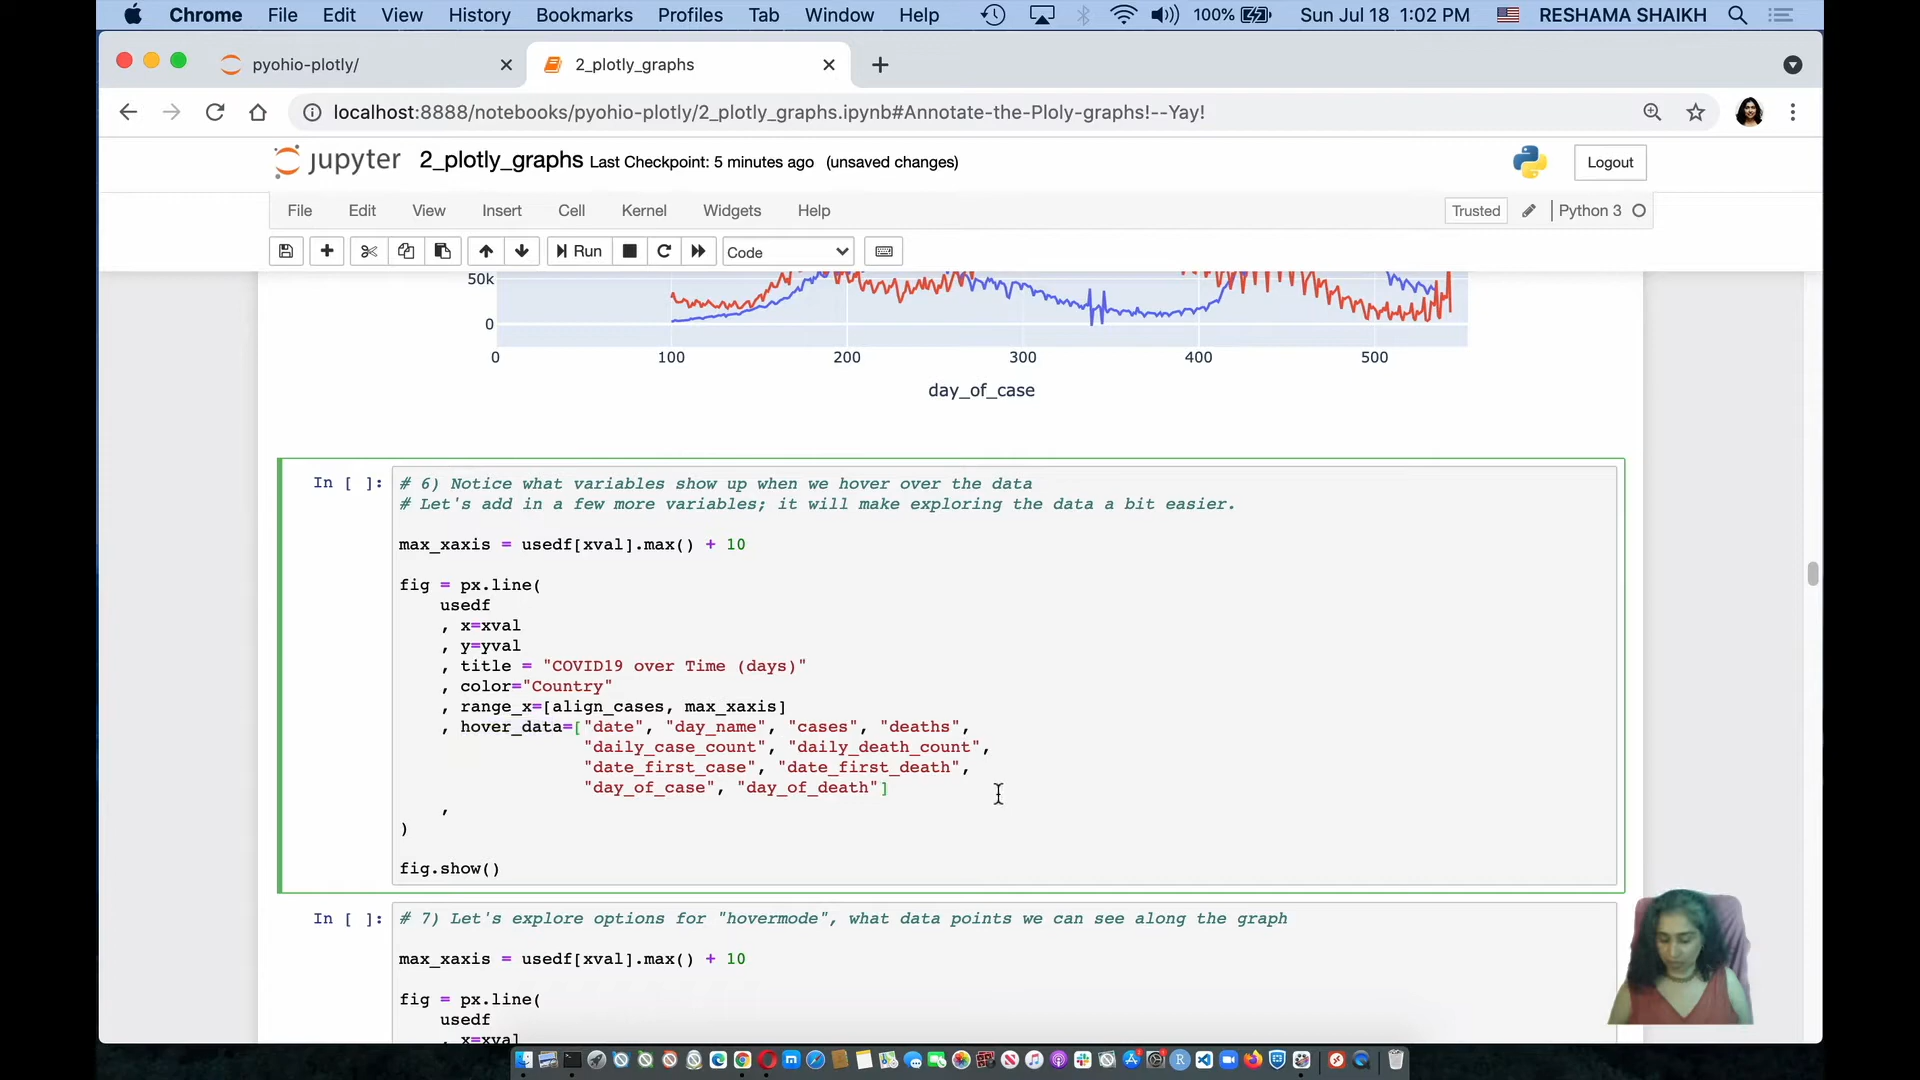 Chrome File Edit View History Bookmarks Profiles Tab Window Help 100% Sun Jul 18 1:02 PM RESHAMA SHAIKH
pyohio-plotly/ 2_plotly_graphs
localhost:8888/notebooks/pyohio-plotly/2_plotly_graphs.ipynb#Annotate-the-Ploly-graphs!--Yay!
jupyter 2_plotly_graphs Last Checkpoint: 5 minutes ago (unsaved changes) Logout
File Edit View Insert Cell Kernel Widgets Help Trusted Python 3
Run Code
50k
0
0 100 200 300 400 500
day_of_case
In [ ]: # 6) Notice what variables show up when we hover over the data
# Let's add in a few more variables; it will make exploring the data a bit easier.
max_xaxis = usedf[xval].max() + 10
fig = px.line(
usedf
, x=xval
, y=yval
, title = "COVID19 over Time (days)"
, color="Country"
, range_x=[align_cases, max_xaxis]
, hover_data=["date", "day_name", "cases", "deaths",
"daily_case_count", "daily_death_count",
"date_first_case", "date_first_death",
"day_of_case", "day_of_death"]
,
)
fig.show()
In [ ]: # 7) Let's explore options for "hovermode", what data points we can see along the graph
max_xaxis = usedf[xval].max() + 10
fig = px.line(
usedf
, x=xval